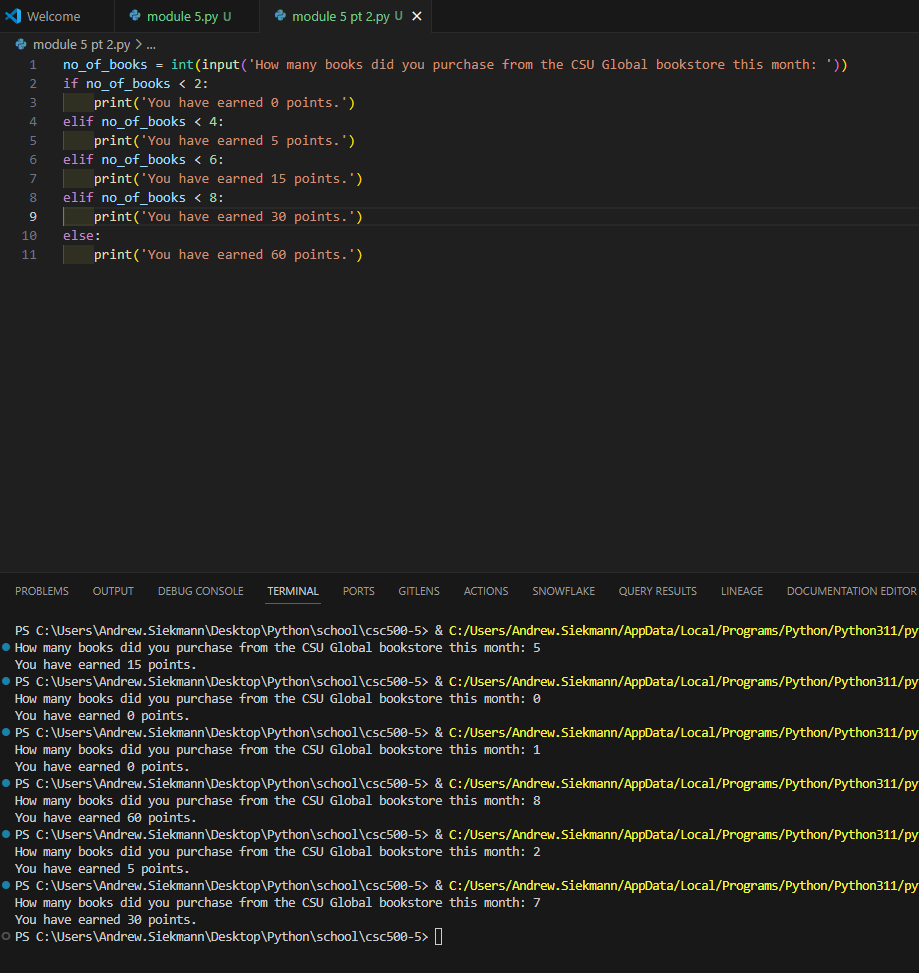 Welcome module 5.py U module 5 pt 2.py U
module 5 pt 2.py > ...
1 no_of_books = int(input('How many books did you purchase from the CSU Global bookstore this month: '))
2 if no_of_books < 2:
3 print('You have earned 0 points.')
4 elif no_of_books < 4:
5 print('You have earned 5 points.')
6 elif no_of_books < 6:
7 print('You have earned 15 points.')
8 elif no_of_books < 8:
9 print('You have earned 30 points.')
10 else:
11 print('You have earned 60 points.')
PROBLEMS OUTPUT DEBUG CONSOLE TERMINAL PORTS GITLENS ACTIONS SNOWFLAKE QUERY RESULTS LINEAGE DOCUMENTATION EDITOR
PS C:\Users\Andrew.Siekmann\Desktop\Python\school\csc500-5> & C:/Users/Andrew.Siekmann/AppData/Local/Programs/Python/Python311/py
How many books did you purchase from the CSU Global bookstore this month: 5
You have earned 15 points.
PS C:\Users\Andrew.Siekmann\Desktop\Python\school\csc500-5> & C:/Users/Andrew.Siekmann/AppData/Local/Programs/Python/Python311/py
How many books did you purchase from the CSU Global bookstore this month: 0
You have earned 0 points.
PS C:\Users\Andrew.Siekmann\Desktop\Python\school\csc500-5> & C:/Users/Andrew.Siekmann/AppData/Local/Programs/Python/Python311/py
How many books did you purchase from the CSU Global bookstore this month: 1
You have earned 0 points.
PS C:\Users\Andrew.Siekmann\Desktop\Python\school\csc500-5> & C:/Users/Andrew.Siekmann/AppData/Local/Programs/Python/Python311/py
How many books did you purchase from the CSU Global bookstore this month: 8
You have earned 60 points.
PS C:\Users\Andrew.Siekmann\Desktop\Python\school\csc500-5> & C:/Users/Andrew.Siekmann/AppData/Local/Programs/Python/Python311/py
How many books did you purchase from the CSU Global bookstore this month: 2
You have earned 5 points.
PS C:\Users\Andrew.Siekmann\Desktop\Python\school\csc500-5> & C:/Users/Andrew.Siekmann/AppData/Local/Programs/Python/Python311/py
How many books did you purchase from the CSU Global bookstore this month: 7
You have earned 30 points.
PS C:\Users\Andrew.Siekmann\Desktop\Python\school\csc500-5>